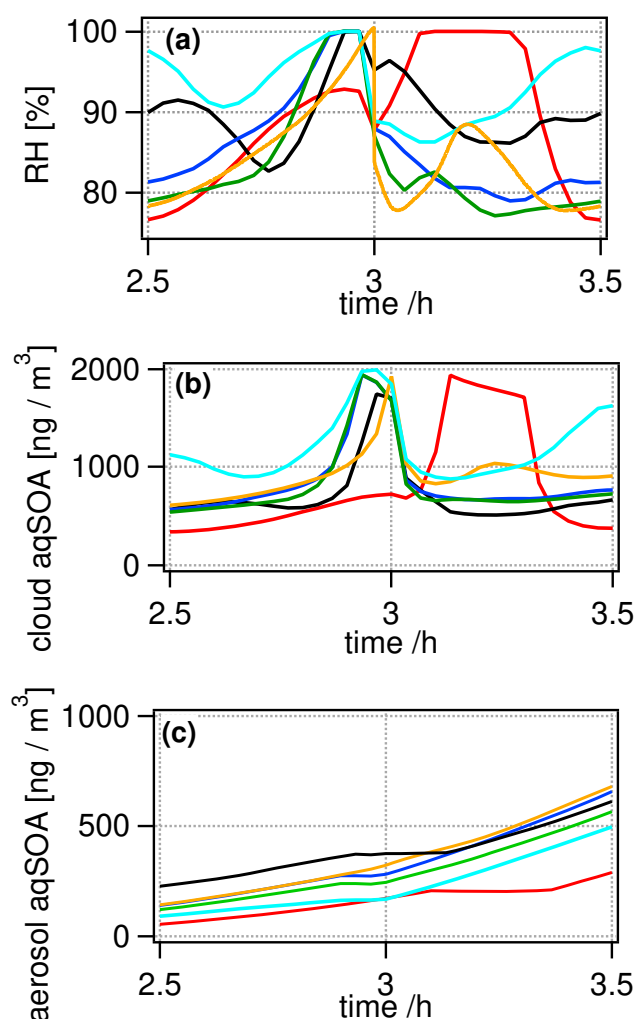 (a)
RH [%]
100
90
80
2.5
3
3.5
time /h
(b)
cloud aqSOA [ng / m³]
2000
1000
0
2.5
3
3.5
time /h
(c)
aerosol aqSOA [ng / m³]
1000
500
0
2.5
3
3.5
time /h